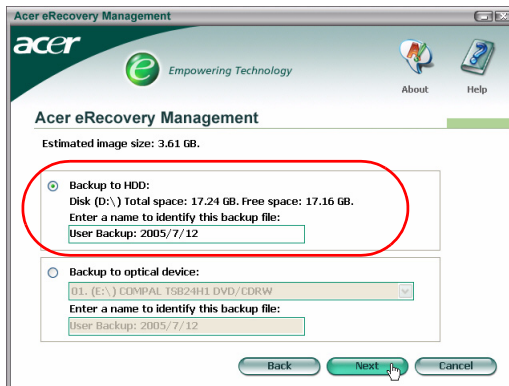 Acer eRecovery Management
acer
e Empowering Technology
About Help
Acer eRecovery Management
Estimated image size: 3.61 GB.
Backup to HDD:
Disk (D:\) Total space: 17.24 GB. Free space: 17.16 GB.
Enter a name to identify this backup file:
User Backup: 2005/7/12
Backup to optical device:
01. (E:\) COMPAL TSB24H1 DVD/CDRW
Enter a name to identify this backup file:
User Backup: 2005/7/12
Back Next Cancel